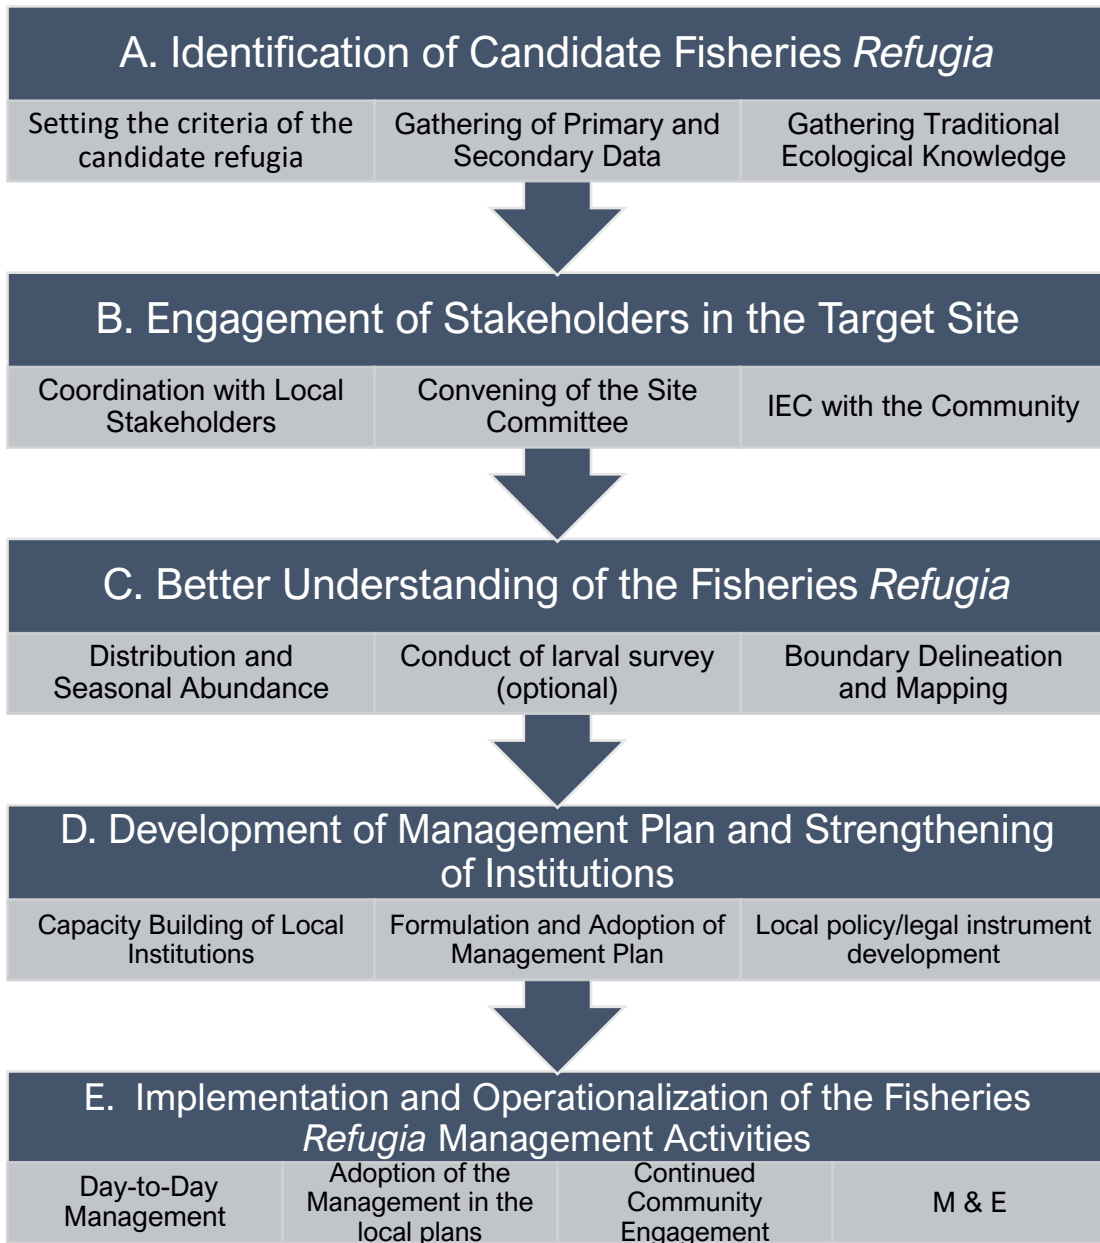 A. Identification of Candidate Fisheries Refugia
Setting the criteria of the
candidate refugia
Gathering of Primary and
Secondary Data
Gathering Traditional
Ecological Knowledge
B. Engagement of Stakeholders in the Target Site
Coordination with Local
Stakeholders
Convening of the Site
Committee
IEC with the Community
C. Better Understanding of the Fisheries Refugia
Distribution and
Seasonal Abundance
Conduct of larval survey
(optional)
Boundary Delineation
and Mapping
D. Development of Management Plan and Strengthening
of Institutions
Capacity Building of Local
Institutions
Formulation and Adoption of
Management Plan
Local policy/legal instrument
development
E. Implementation and Operationalization of the Fisheries
Refugia Management Activities
Day-to-Day
Management
Adoption of the
Management in the
local plans
Continued
Community
Engagement
M & E